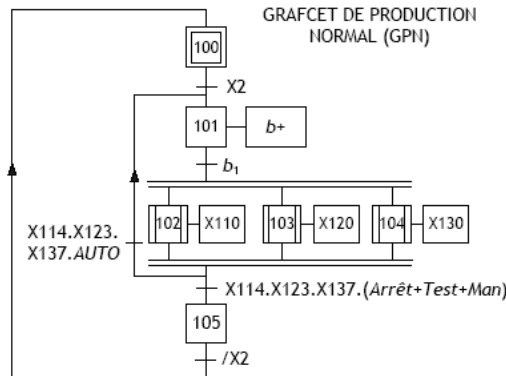 GRAFCET DE PRODUCTION
NORMAL (GPN)
100
X2
101
b+
b₁
102
X110
103
X120
104
X130
X114.X123.
X137.AUTO
X114.X123.X137.(Arrêt+Test+Man)
105
/X2